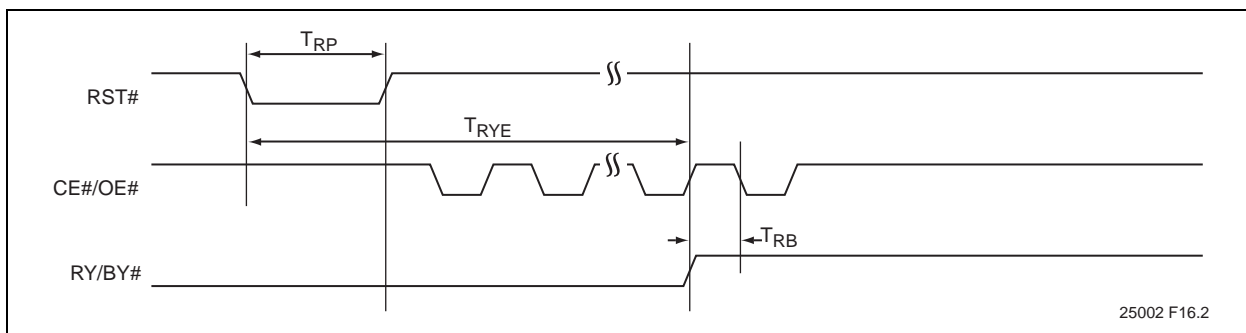 TRP
RST#
TRYE
CE#/OE#
TRB
RY/BY#
25002 F16.2